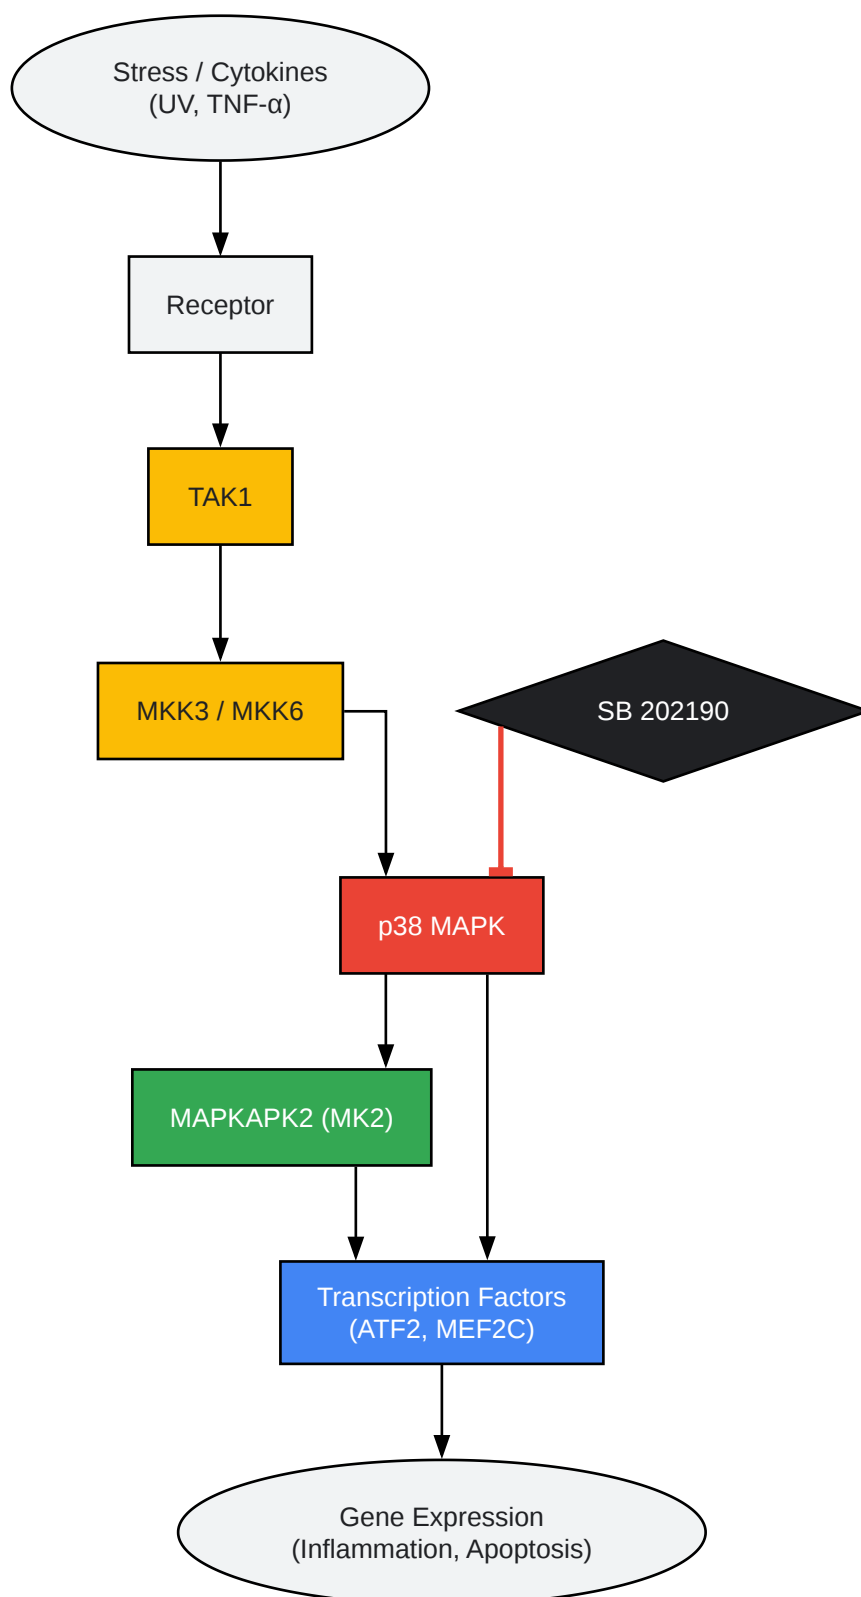 Stress / Cytokines
(UV, TNF-α)
Receptor
TAK1
MKK3 / MKK6
SB 202190
p38 MAPK
MAPKAPK2 (MK2)
Transcription Factors
(ATF2, MEF2C)
Gene Expression
(Inflammation, Apoptosis)